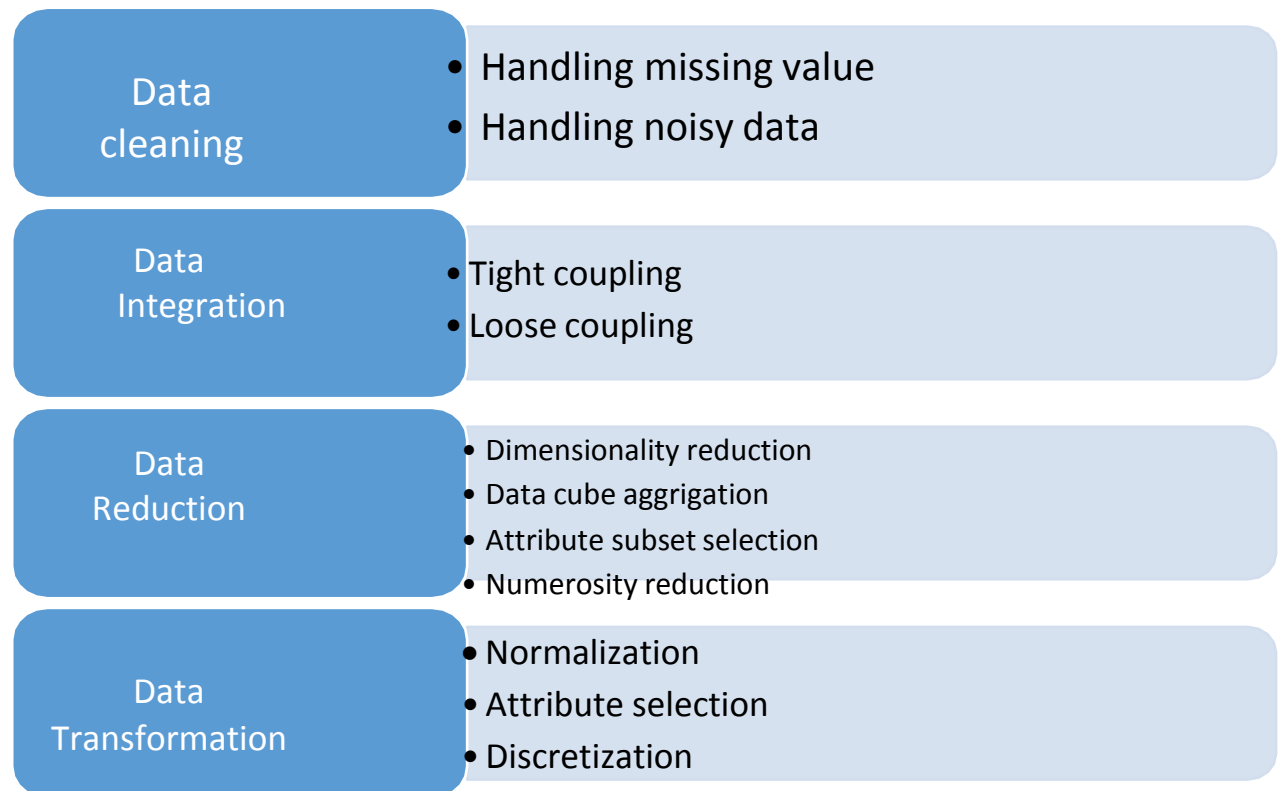 Data
cleaning
• Handling missing value
• Handling noisy data
Data
Integration
• Tight coupling
• Loose coupling
Data
Reduction
• Dimensionality reduction
• Data cube aggrigation
• Attribute subset selection
• Numerosity reduction
Data
Transformation
• Normalization
• Attribute selection
• Discretization